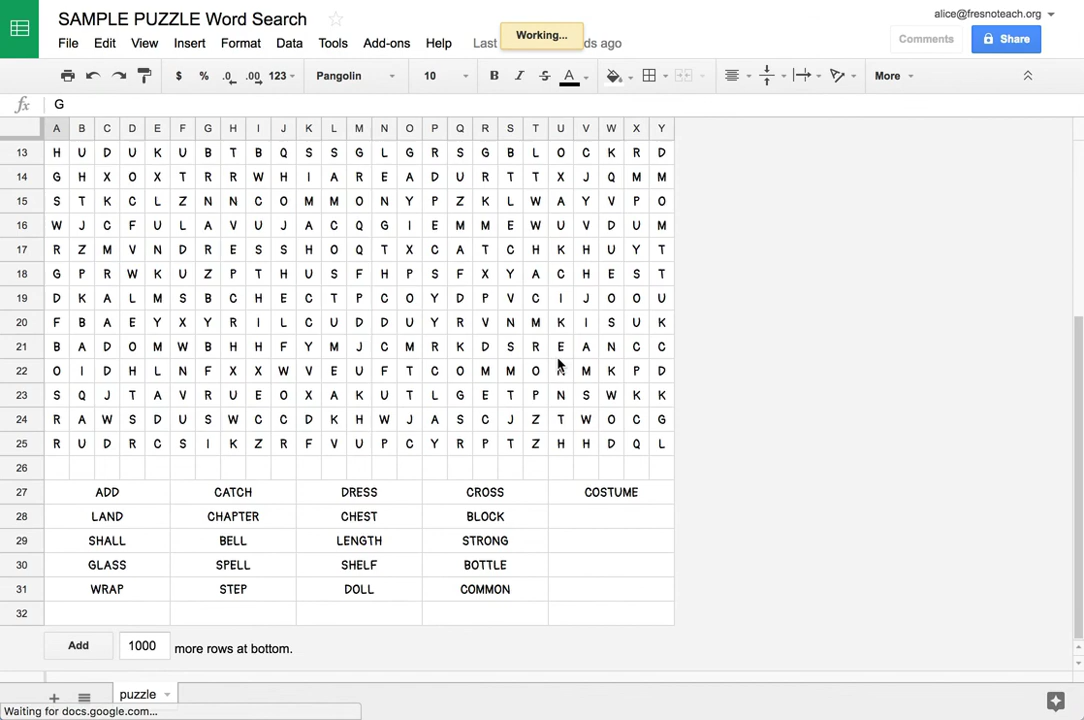 SAMPLE PUZZLE Word Search
alice@fresnoteach.org
File Edit View Insert Format Data Tools Add-ons Help Last
Working...
ds ago
Comments
Share
$ % .0 .00 123 Pangolin 10 B I S A More
fx G
A B C D E F G H I J K L M N O P Q R S T U V W X Y
13 H U D U K U B T B Q S S G L G R S G B L O C K R D
14 G H X O X T R R W H I A R E A D U R T T X J Q M M
15 S T K C L Z N N C O M M O N Y P Z K L W A Y V P O
16 W J C F U L A V U J A C Q G I E M M E W U V D U M
17 R Z M V N D R E S S H O Q T X C A T C H K H U Y T
18 G P R W K U Z P T H U S F H P S F X Y A C H E S T
19 D K A L M S B C H E C T P C O Y D P V C I J O O U
20 F B A E Y X Y R I L C U D D U Y R V N M K I S U K
21 B A D O M W B H H F Y M J C M R K D S R E A N C C
22 O I D H L N F X X W V E U F T C O M M O N M K P D
23 S Q J T A V R U E O X A K U T L G E T P N S W K K
24 R A W S D U S W C C D K H W J A S C J Z T W O C G
25 R U D R C S I K Z R F V U P C Y R P T Z H H D Q L
26
27 ADD CATCH DRESS CROSS COSTUME
28 LAND CHAPTER CHEST BLOCK
29 SHALL BELL LENGTH STRONG
30 GLASS SPELL SHELF BOTTLE
31 WRAP STEP DOLL COMMON
32
Add 1000 more rows at bottom.
+ puzzle
Waiting for docs.google.com...